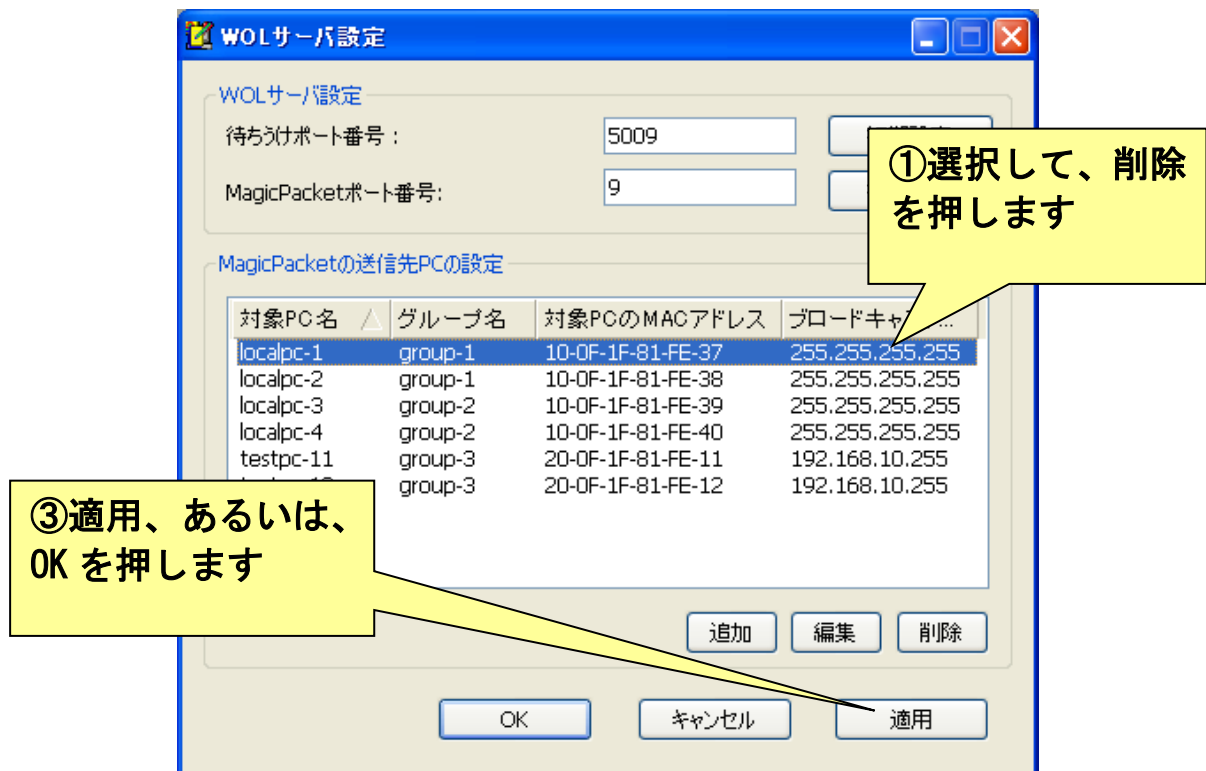 WOLサーバ設定
WOLサーバ設定
待ちうけポート番号：
5009
MagicPacketポート番号:
9
①選択して、削除
を押します
MagicPacketの送信先PCの設定
対象PC名 グループ名 対象PCのMACアドレス ブロードキャス...
localpc-1 group-1 10-0F-1F-81-FE-37 255.255.255.255
localpc-2 group-1 10-0F-1F-81-FE-38 255.255.255.255
localpc-3 group-2 10-0F-1F-81-FE-39 255.255.255.255
localpc-4 group-2 10-0F-1F-81-FE-40 255.255.255.255
testpc-11 group-3 20-0F-1F-81-FE-11 192.168.10.255
group-3 20-0F-1F-81-FE-12 192.168.10.255
③適用、あるいは、
OKを押します
追加 編集 削除
OK キャンセル 適用